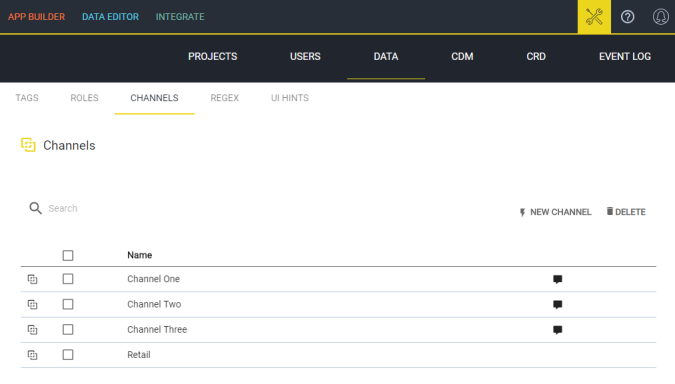 APP BUILDER DATA EDITOR INTEGRATE
PROJECTS USERS DATA CDM CRD EVENT LOG
TAGS ROLES CHANNELS REGEX UI HINTS
Channels
Search
NEW CHANNEL DELETE
Name
Channel One
Channel Two
Channel Three
Retail